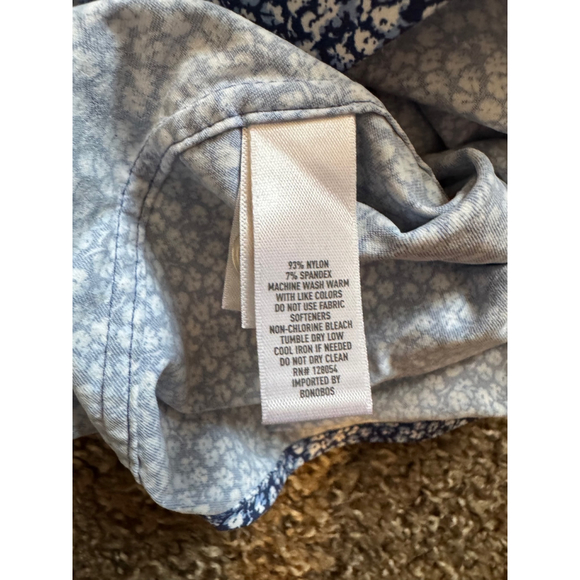 93% NYLON
7% SPANDEX
MACHINE WASH WARM
WITH LIKE COLORS
DO NOT USE FABRIC
SOFTENERS
NON-CHLORINE BLEACH
TUMBLE DRY LOW
COOL IRON IF NEEDED
DO NOT DRY CLEAN
RN# 128054
IMPORTED BY
BONOBOS